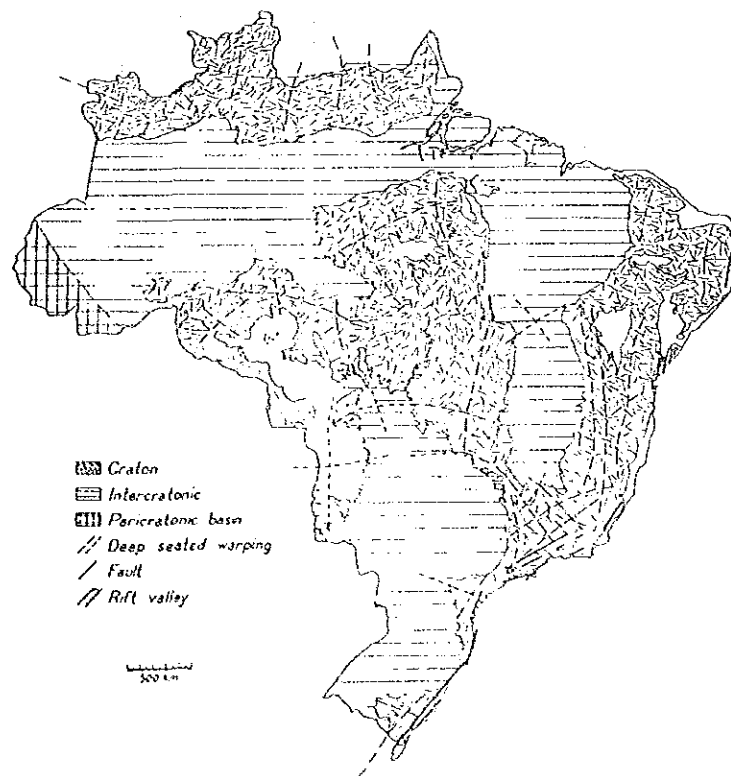 Craton
Intercratonic
Pericratonic basin
Deep seated warping
Fault
Rift valley
500 km